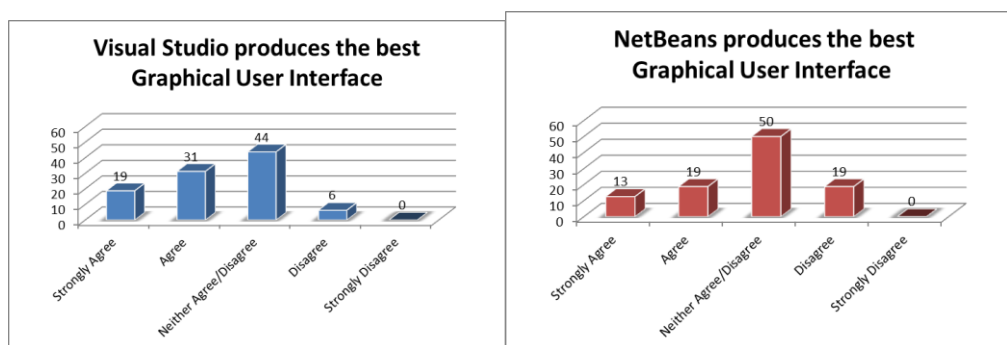 Visual Studio produces the best
Graphical User Interface
60
50
40
30
20
10
0
19
31
44
6
0
Strongly Agree
Agree
Neither Agree/Disagree
Disagree
Strongly Disagree
NetBeans produces the best
Graphical User Interface
60
50
40
30
20
10
0
13
19
50
19
0
Strongly Agree
Agree
Neither Agree/Disagree
Disagree
Strongly Disagree